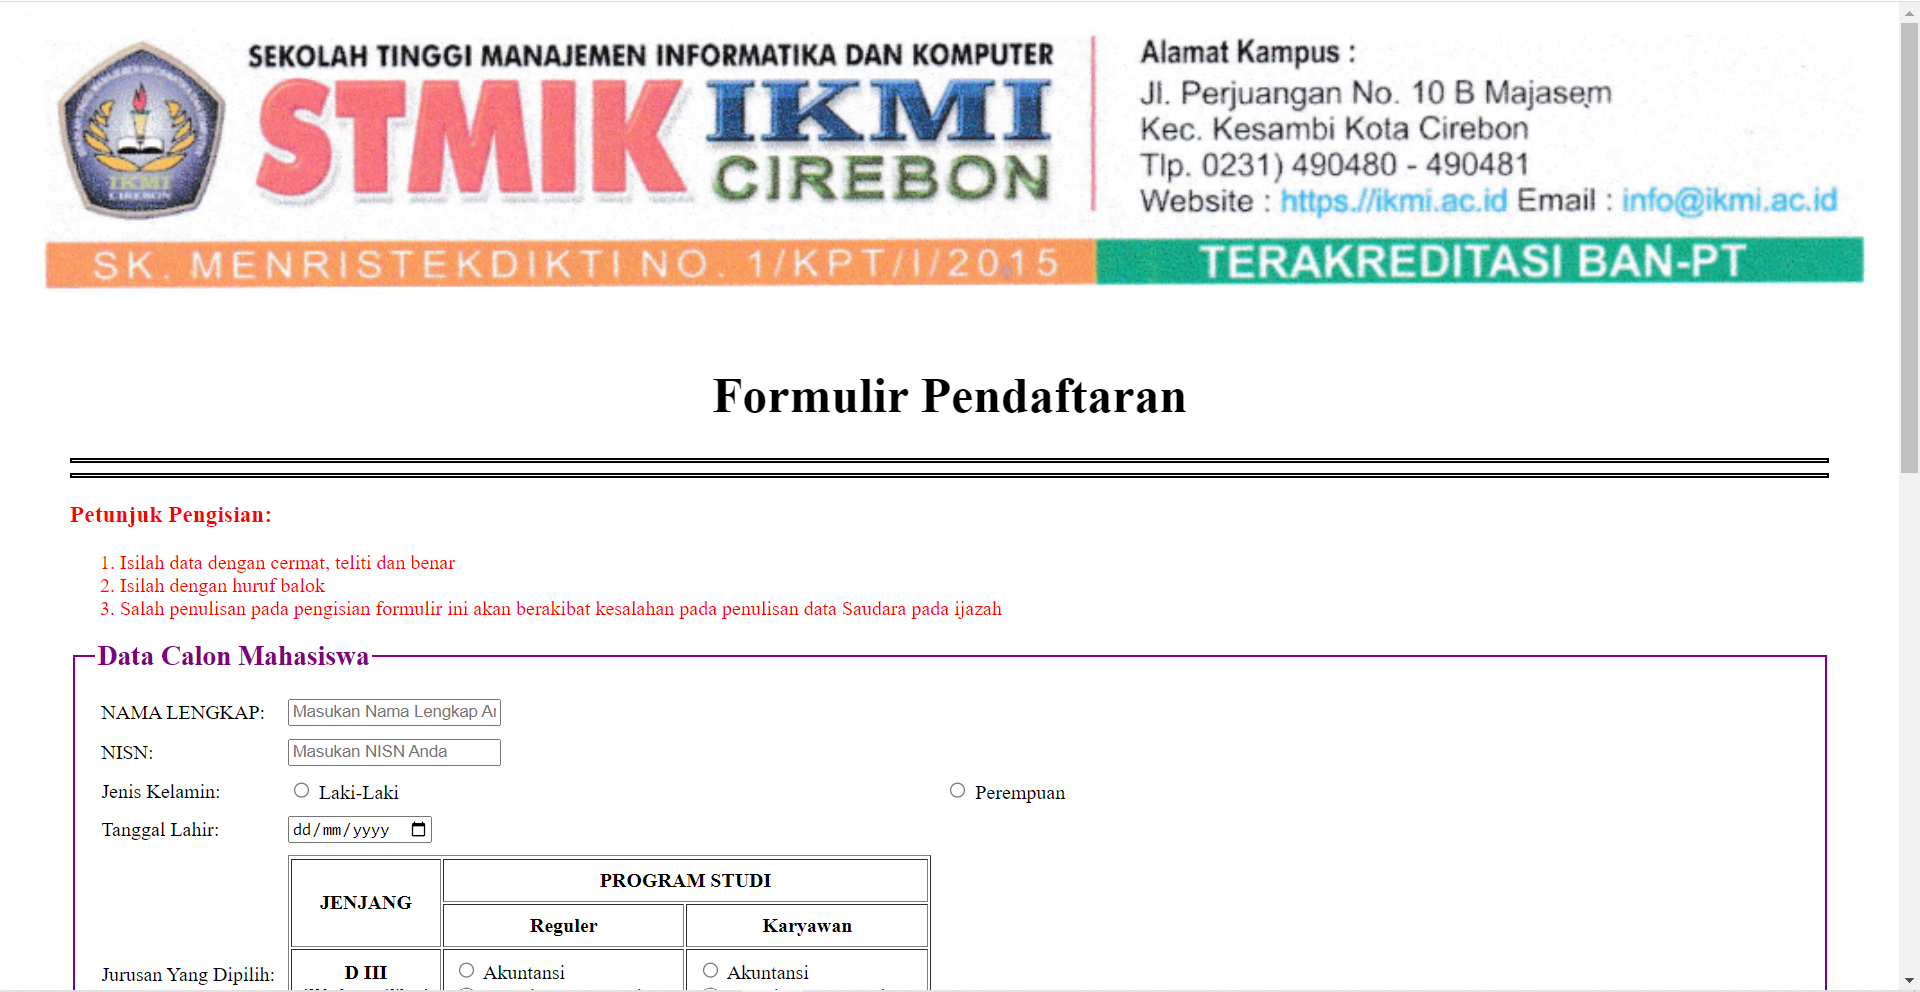 SEKOLAH TINGGI MANAJEMEN INFORMATIKA DAN KOMPUTER
STMIK IKMI
CIREBON
IKMI
CIREBON
Alamat Kampus :
Jl. Perjuangan No. 10 B Majasem
Kec. Kesambi Kota Cirebon
Tlp. 0231) 490480 - 490481
Website : https://ikmi.ac.id Email : info@ikmi.ac.id
SK. MENRISTEKDIKTI NO. 1/KPT/I/2015
TERAKREDITASI BAN-PT
Formulir Pendaftaran
Petunjuk Pengisian:
1. Isilah data dengan cermat, teliti dan benar
2. Isilah dengan huruf balok
3. Salah penulisan pada pengisian formulir ini akan berakibat kesalahan pada penulisan data Saudara pada ijazah
Data Calon Mahasiswa
NAMA LENGKAP: Masukan Nama Lengkap Ar
NISN: Masukan NISN Anda
Jenis Kelamin: Laki-Laki Perempuan
Tanggal Lahir: dd/mm/yyyy
JENJANG PROGRAM STUDI
Reguler Karyawan
Jurusan Yang Dipilih: D III Akuntansi Akuntansi